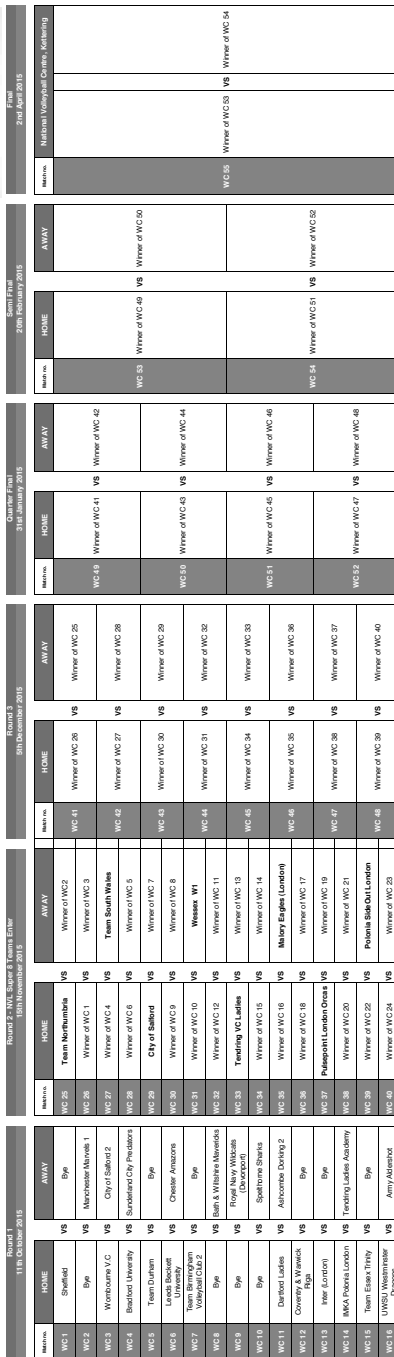 Round 1
11th October 2015
Match no. HOME AWAY
WC 1 Sheffield VS Bye
WC 2 Bye VS Manchester Marvels 1
WC 3 Wombourne V.C VS City of Salford 2
WC 4 Bradford University VS Sunderland City Predators
WC 5 Team Durham VS Bye
WC 6 Leeds Beckett University VS Chester Amazons
WC 7 Team Birmingham Volleyball Club 2 VS Bye
WC 8 Bye VS Bath & Wiltshire Mavericks
WC 9 Bye VS Royal Navy Wildcats (Devonport)
WC 10 Bye VS Spelthorne Sharks
WC 11 Dartford Ladies VS Ashcombe Dorking 2
WC 12 Coventry & Warwick Riga VS Bye
WC 13 Inter (London) VS Bye
WC 14 IMKA Polonia London VS Tendring Ladies Academy
WC 15 Team Essex Trinity VS Bye
WC 16 UWSU Westminster VS Army Aldershot
Round 2 - NVL Super 8 Teams Enter
15th November 2015
Match no. HOME AWAY
WC 25 Team Northumbria VS Winner of WC2
WC 26 Winner of WC 1 VS Winner of WC 3
WC 27 Winner of WC 4 VS Team South Wales
WC 28 Winner of WC 6 VS Winner of WC 5
WC 29 City of Salford VS Winner of WC 7
WC 30 Winner of WC 9 VS Winner of WC 8
WC 31 Winner of WC 10 VS Wessex W1
WC 32 Winner of WC 12 VS Winner of WC 11
WC 33 Tendring VC Ladies VS Winner of WC 13
WC 34 Winner of WC 15 VS Winner of WC 14
WC 35 Winner of WC 16 VS Malory Eagles (London)
WC 36 Winner of WC 18 VS Winner of WC 17
WC 37 Pulsepoint London Orcas VS Winner of WC 19
WC 38 Winner of WC 20 VS Winner of WC 21
WC 39 Winner of WC 22 VS Polonia Side Out London
WC 40 Winner of WC 24 VS Winner of WC 23
Round 3
5th December 2015
Match no. HOME AWAY
WC 41 Winner of WC 26 VS Winner of WC 25
WC 42 Winner of WC 27 VS Winner of WC 28
WC 43 Winner of WC 30 VS Winner of WC 29
WC 44 Winner of WC 31 VS Winner of WC 32
WC 45 Winner of WC 34 VS Winner of WC 33
WC 46 Winner of WC 35 VS Winner of WC 36
WC 47 Winner of WC 38 VS Winner of WC 37
WC 48 Winner of WC 39 VS Winner of WC 40
Quarter Final
31st January 2015
Match no. HOME AWAY
WC 49 Winner of WC 41 VS Winner of WC 42
WC 50 Winner of WC 43 VS Winner of WC 44
WC 51 Winner of WC 45 VS Winner of WC 46
WC 52 Winner of WC 47 VS Winner of WC 48
Semi Final
20th February 2015
Match no. HOME AWAY
WC 53 Winner of WC 49 VS Winner of WC 50
WC 54 Winner of WC 51 VS Winner of WC 52
Final
2nd April 2015
Match no. National Volleyball Centre, Kettering
WC 55 Winner of WC 53 VS Winner of WC 54